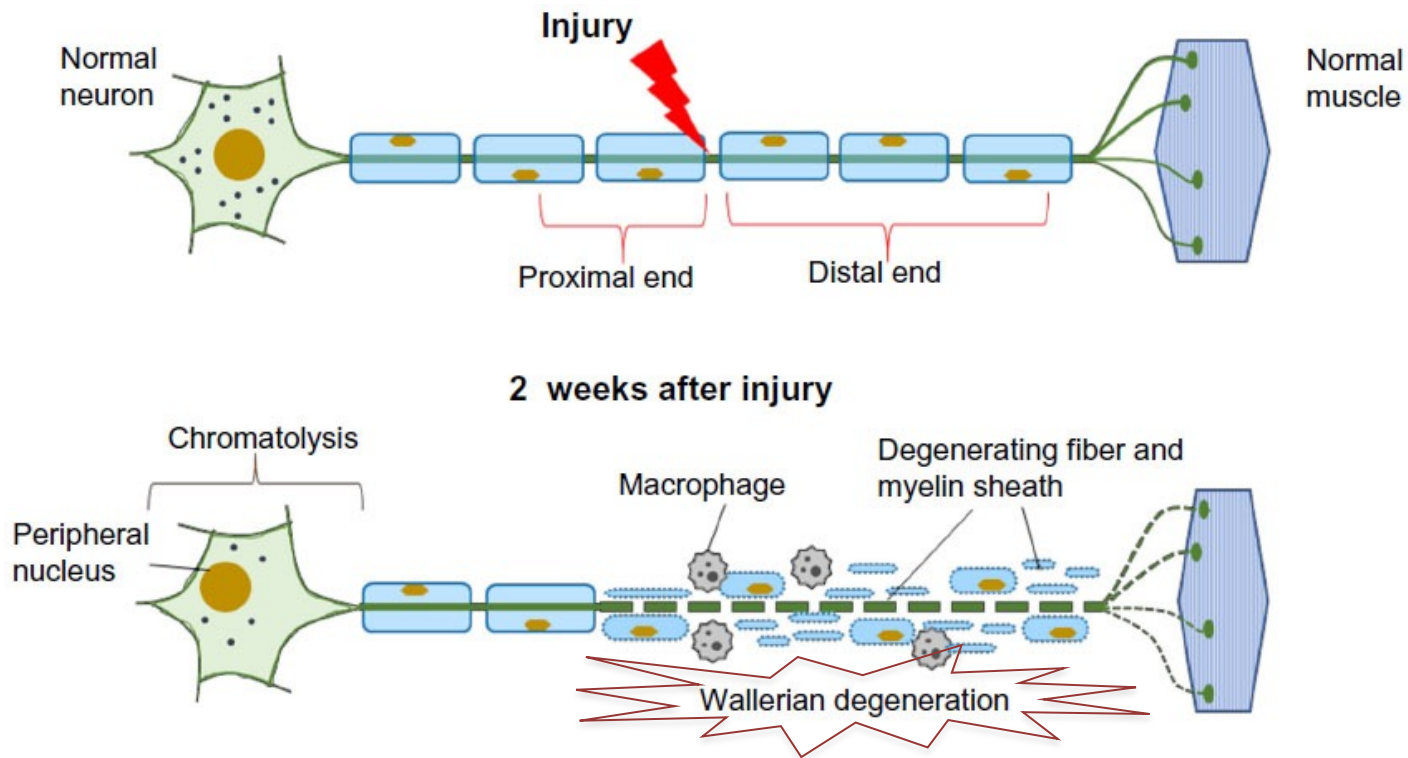 Injury
Normal
neuron
Normal
muscle
Proximal end
Distal end
2 weeks after injury
Chromatolysis
Peripheral
nucleus
Macrophage
Degenerating fiber and
myelin sheath
Wallerian degeneration